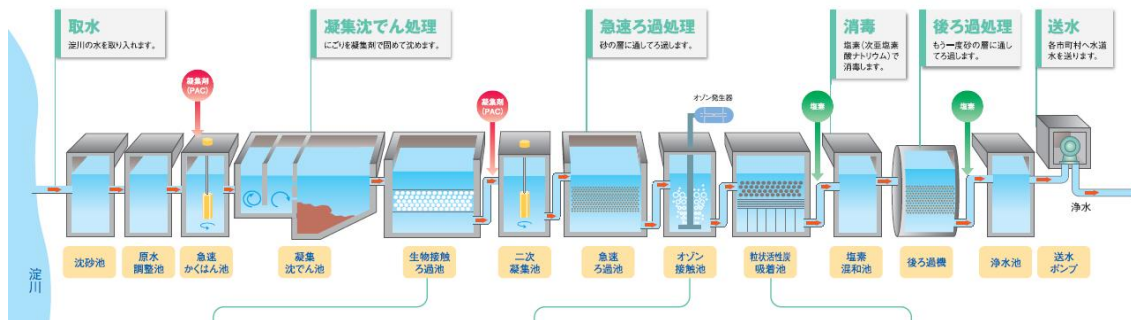 取水
淀川の水を取り入れます。
凝集沈でん処理
にごりを凝集剤で固めて沈めます。
急速ろ過処理
砂の層に通してろ過します。
消毒
塩素(次亜塩素
酸ナトリウム)で
消毒します。
後ろ過処理
もう一度砂の層に通し
てろ過します。
送水
各市町村へ水道
水を送ります。
凝集剤
(PAC)
凝集剤
(PAC)
オゾン発生器
塩素
塩素
浄水
淀川
沈砂池
原水
調整池
急速
かくはん池
凝集
沈でん池
生物接触
ろ過池
二次
凝集池
急速
ろ過池
オゾン
接触池
粒状活性炭
吸着池
塩素
混和池
後ろ過機
浄水池
送水
ポンプ